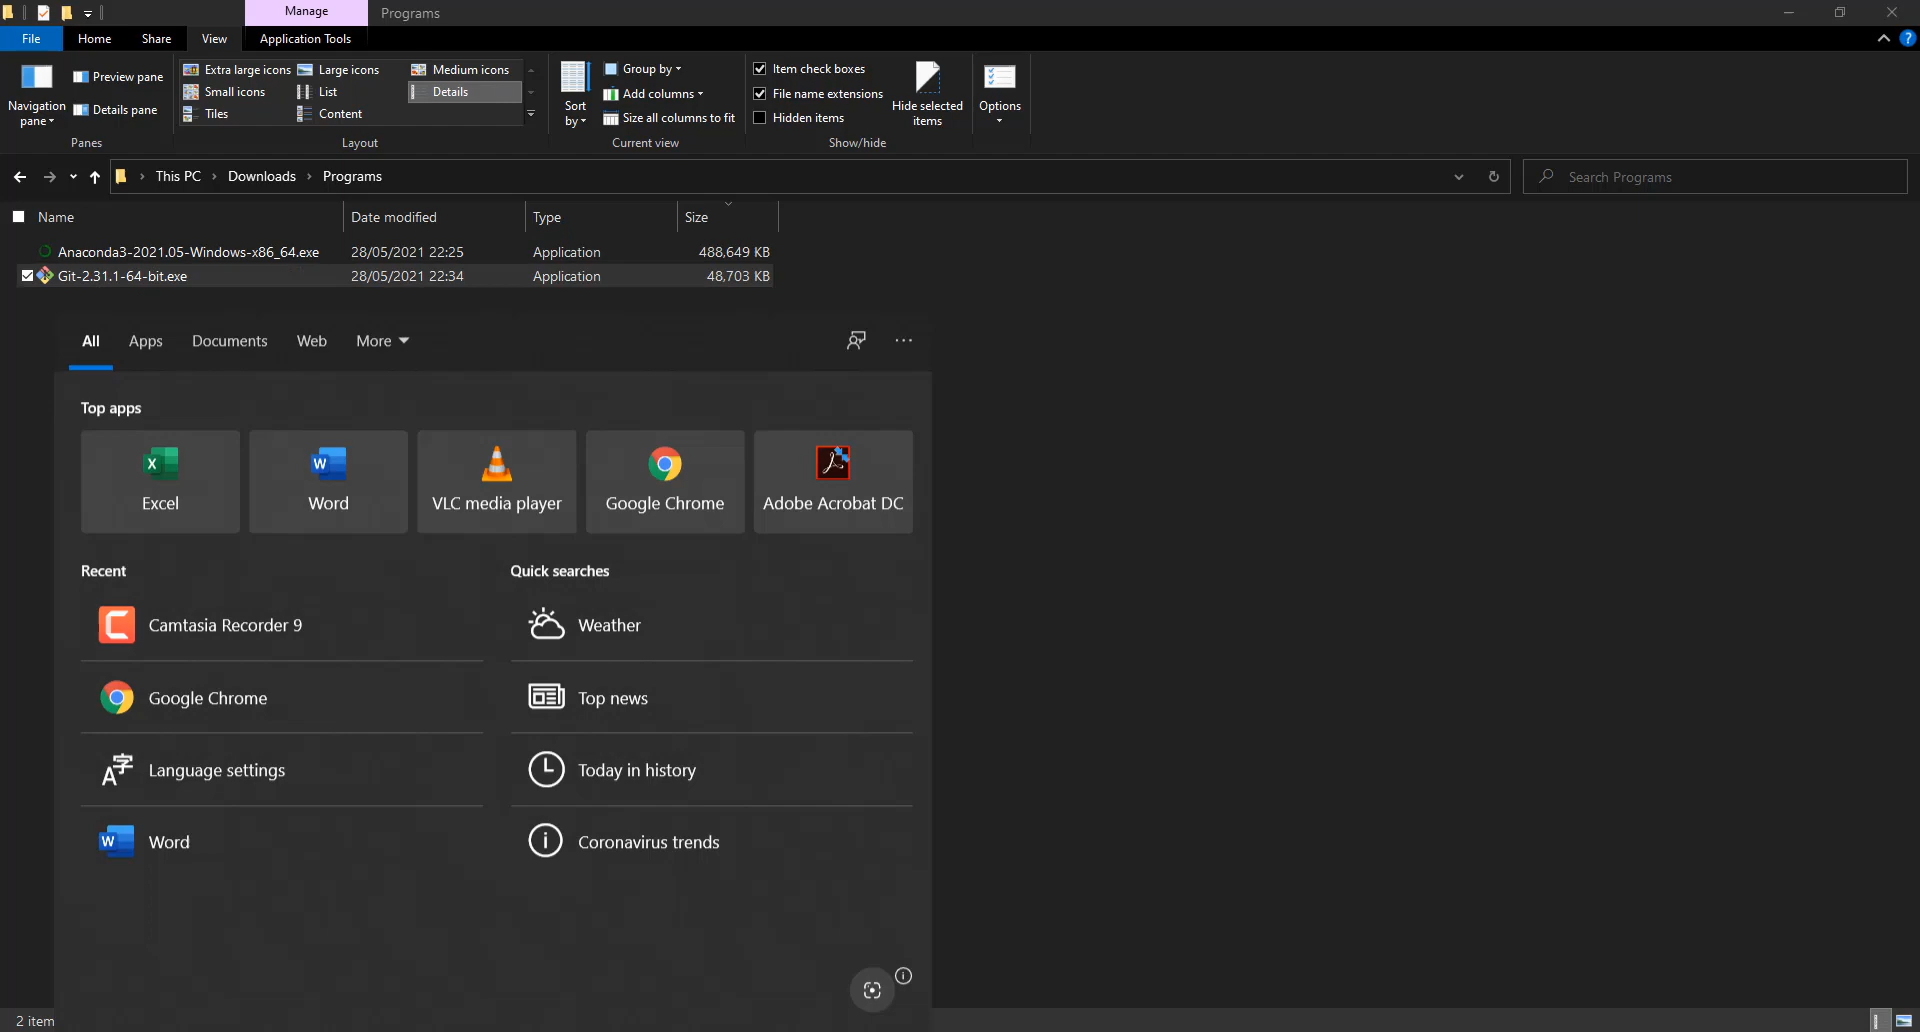 Manage
Programs
File
Home
Share
View
Application Tools
Navigation pane
Preview pane
Details pane
Panes
Extra large icons
Large icons
Medium icons
Small icons
List
Details
Tiles
Content
Layout
Sort by
Group by
Add columns
Size all columns to fit
Current view
Item check boxes
File name extensions
Hidden items
Hide selected items
Show/hide
Options
This PC
Downloads
Programs
Search Programs
Name
Date modified
Type
Size
Anaconda3-2021.05-Windows-x86_64.exe
28/05/2021 22:25
Application
488,649 KB
Git-2.31.1-64-bit.exe
28/05/2021 22:34
Application
48,703 KB
All
Apps
Documents
Web
More
Top apps
Excel
Word
VLC media player
Google Chrome
Adobe Acrobat DC
Recent
Camtasia Recorder 9
Google Chrome
Language settings
Word
Quick searches
Weather
Top news
Today in history
Coronavirus trends
2 item